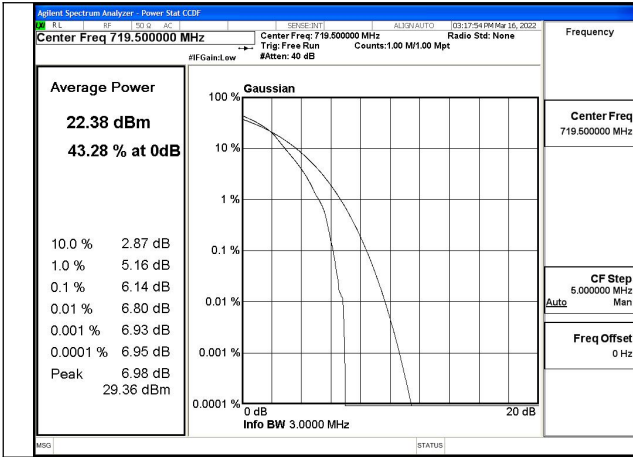 Agilent Spectrum Analyzer - Power Stat CCDF
RL RF 50 Ω AC SENSE:INT ALIGNAUTO 03:17:54 PM Mar 16, 2022
Center Freq 719.500000 MHz
Center Freq: 719.500000 MHz Radio Std: None
Trig: Free Run Counts:1.00 M/1.00 Mpt
#IFGain:Low #Atten: 40 dB
Frequency
Average Power
22.38 dBm
43.28 % at 0dB
10.0 % 2.87 dB
1.0 % 5.16 dB
0.1 % 6.14 dB
0.01 % 6.80 dB
0.001 % 6.93 dB
0.0001 % 6.95 dB
Peak 6.98 dB
29.36 dBm
Gaussian
100 %
10 %
1 %
0.1 %
0.01 %
0.001 %
0.0001 %
0 dB 20 dB
Info BW 3.0000 MHz
Center Freq
719.500000 MHz
CF Step
5.000000 MHz
Auto Man
Freq Offset
0 Hz
MSG STATUS